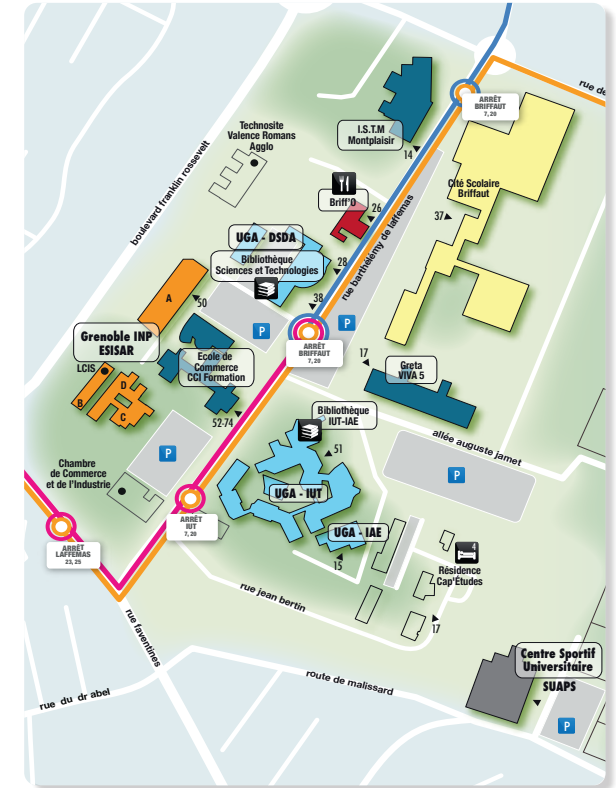 rue de
ARRÊT
BRIFFAUT
7, 20
I.S.T.M
Montplaisir
14
Technosite
Valence Romans
Agglo
boulevard franklin rossevelt
Cité Scolaire
Briffaut
37
Briff'O
26
rue barthélémy de laffemas
UGA - DSDA
Bibliothèque
Sciences et Technologies
28
38
A
50
P
P
ARRÊT
BRIFFAUT
7, 20
Grenoble INP
ESISAR
LCIS
D
B
C
Ecole de
Commerce
CCI Formation
52-74
17
Greta
VIVA 5
allée auguste jamet
Bibliothèque
IUT-IAE
51
P
P
Chambre
de Commerce
et de l'Industrie
UGA - IUT
ARRÊT
IUT
7, 20
ARRÊT
LAFFEMAS
23, 25
UGA - IAE
15
4
Résidence
Cap'Études
17
rue jean bertin
rue faventines
Centre Sportif
Universitaire
SUAPS
route de malissard
rue du dr abel
P